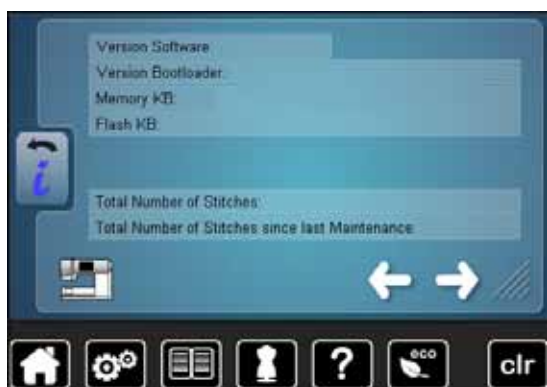 Version Software
Version Bootloader:
Memory KB:
Flash KB:
i
Total Number of Stitches:
Total Number of Stitches since last Maintenance
?
eco
clr